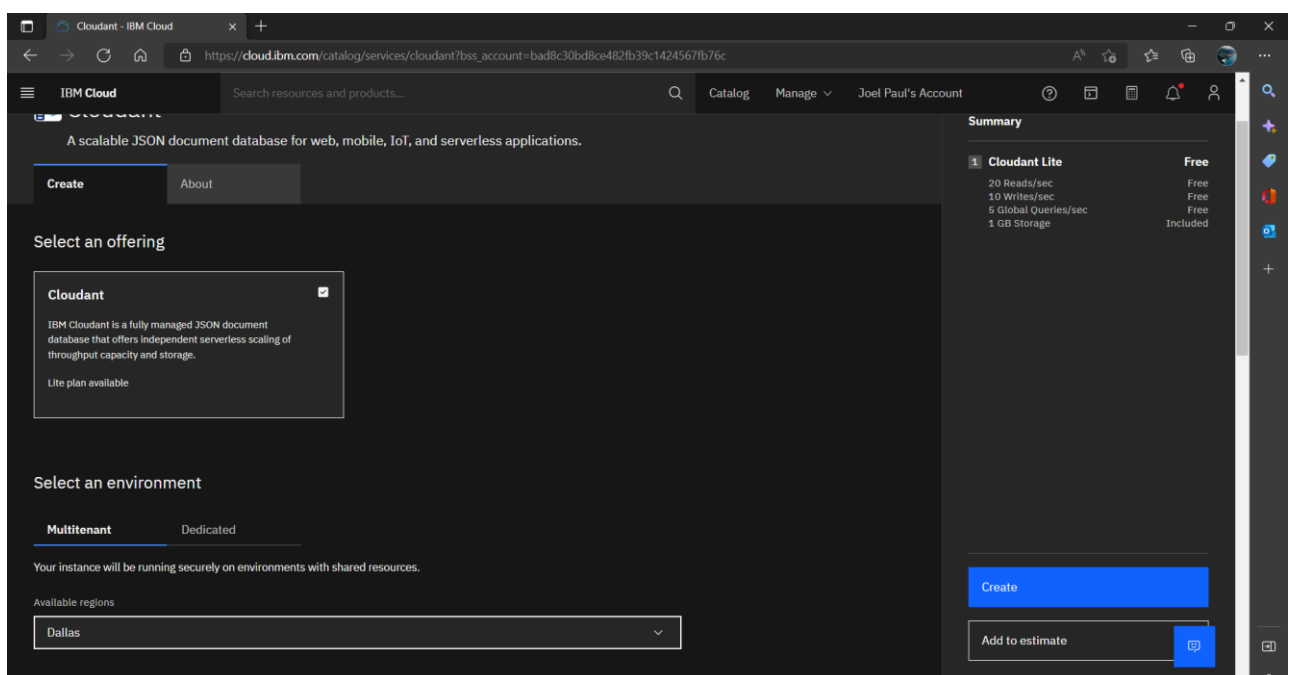 Cloudant - IBM Cloud
https://cloud.ibm.com/catalog/services/cloudant?bss_account=bad8c30bd8ce482fb39c1424567fb76c
IBM Cloud
Search resources and products...
Catalog
Manage
Joel Paul's Account
Cloudant
A scalable JSON document database for web, mobile, IoT, and serverless applications.
Create
About
Select an offering
Cloudant
IBM Cloudant is a fully managed JSON document
database that offers independent serverless scaling of
throughput capacity and storage.
Lite plan available
Select an environment
Multitenant
Dedicated
Your instance will be running securely on environments with shared resources.
Available regions
Dallas
Summary
1 Cloudant Lite Free
20 Reads/sec Free
10 Writes/sec Free
5 Global Queries/sec Free
1 GB Storage Included
Create
Add to estimate